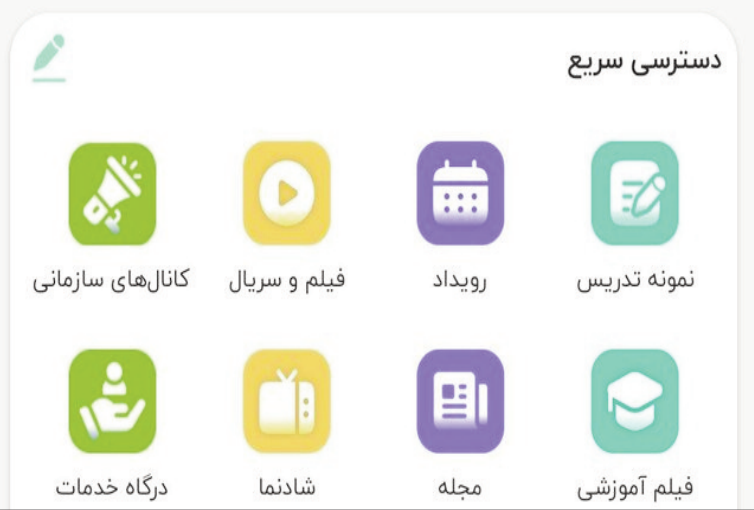 دسترسی سریع
نمونه تدریس
رویداد
فیلم و سریال
کانال‌های سازمانی
فیلم آموزشی
مجله
شادنما
درگاه خدمات